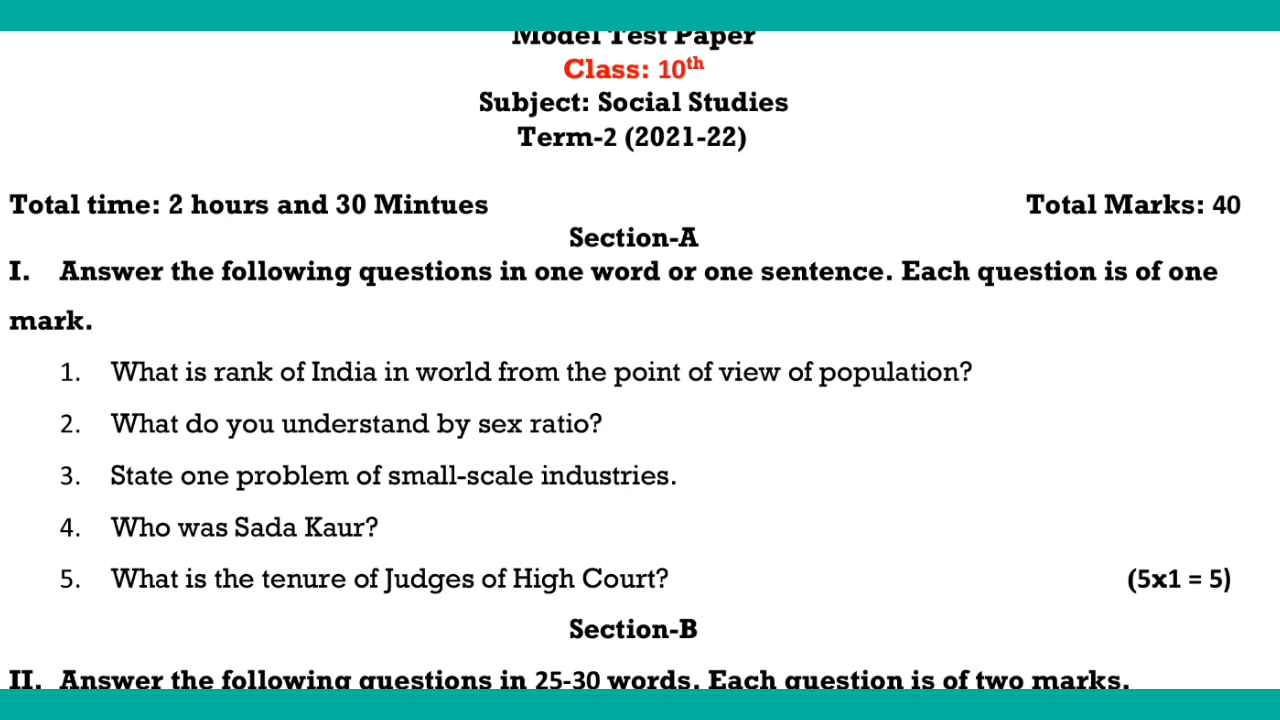 Model Test Paper
Class: 10th
Subject: Social Studies
Term-2 (2021-22)
Total time: 2 hours and 30 Mintues Total Marks: 40
Section-A
I. Answer the following questions in one word or one sentence. Each question is of one
mark.
1. What is rank of India in world from the point of view of population?
2. What do you understand by sex ratio?
3. State one problem of small-scale industries.
4. Who was Sada Kaur?
5. What is the tenure of Judges of High Court? (5x1 = 5)
Section-B
II. Answer the following questions in 25-30 words. Each question is of two marks.